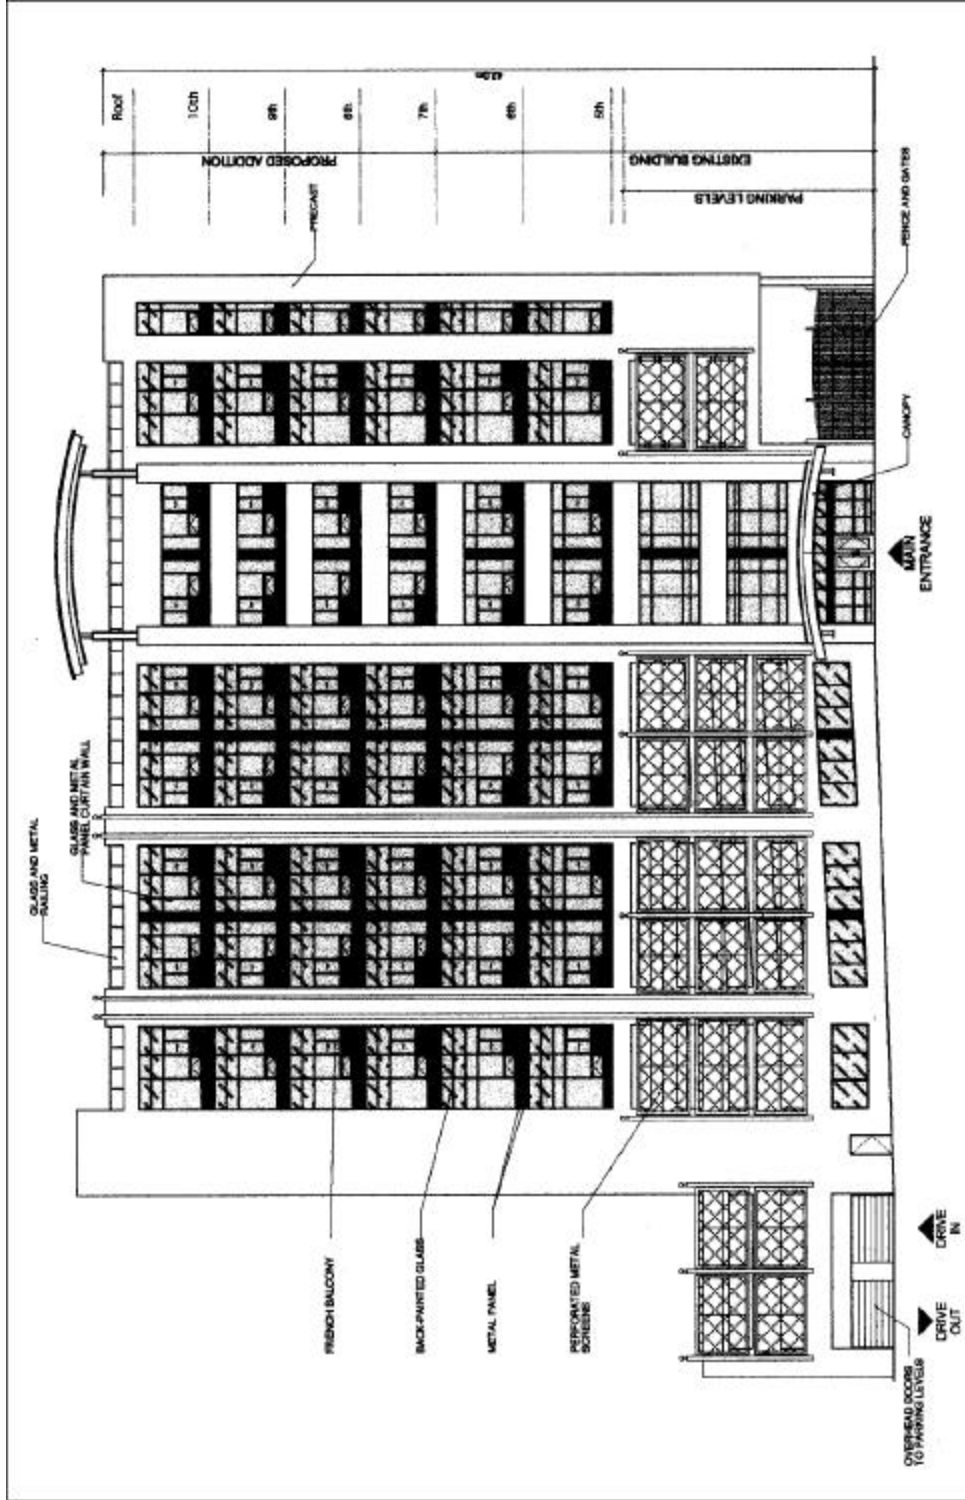 GLASS AND METAL
RAILING
GLASS AND METAL
PANEL CURTAIN WALL
PRECAST
Roof
10th
9th
8th
7th
6th
5th
PROPOSED ADDITION
EXISTING BUILDING
PARKING LEVELS
FRENCH BALCONY
BACK-PAINTED GLASS
METAL PANEL
PERFORATED METAL
SCREENS
OVERHEAD DOORS
TO PARKING LEVELS
DRIVE
OUT
DRIVE
IN
MAIN
ENTRANCE
CANOPY
FENCE AND GATES